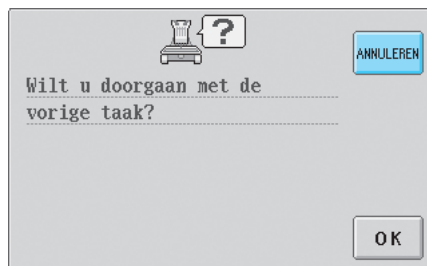 ?
ANNULEREN
Wilt u doorgaan met de
vorige taak?
OK